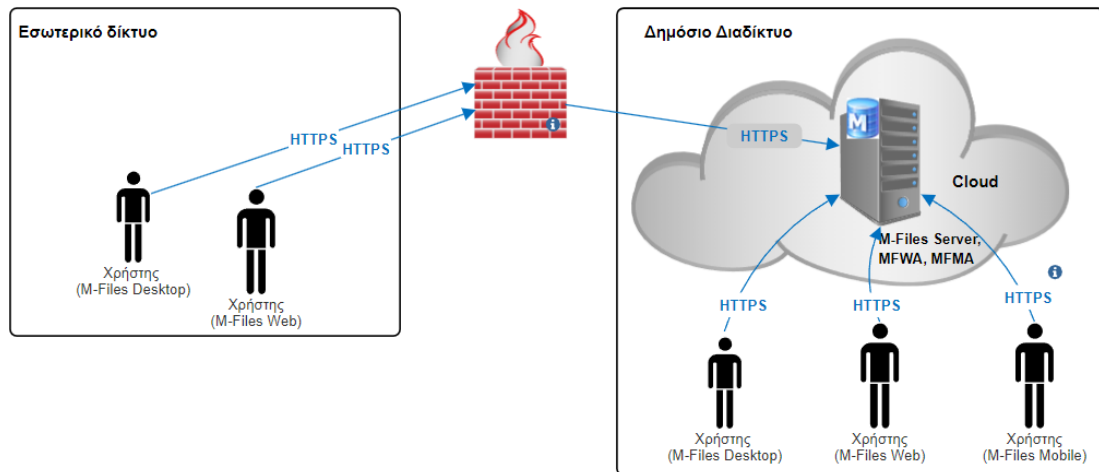 Εσωτερικό δίκτυο
HTTPS
HTTPS
Χρήστης
(M-Files Desktop)
Χρήστης
(M-Files Web)
i
Δημόσιο Διαδίκτυο
M
HTTPS
Cloud
M-Files Server,
MFWA, MFMA
i
HTTPS
HTTPS
HTTPS
Χρήστης
(M-Files Desktop)
Χρήστης
(M-Files Web)
Χρήστης
(M-Files Mobile)